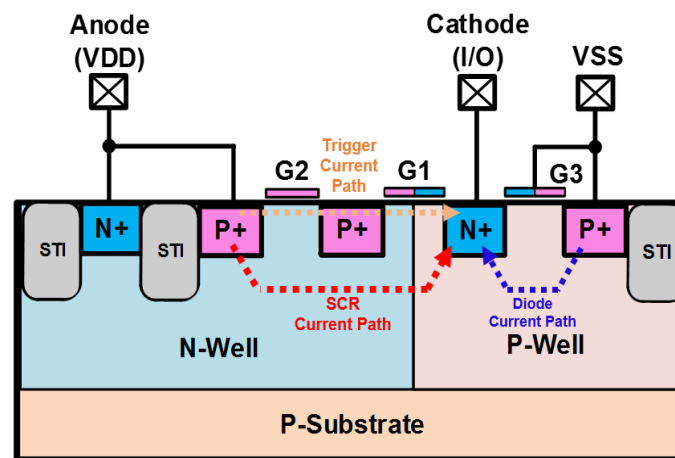 Anode
(VDD)
Cathode
(I/O)
VSS
Trigger
Current
Path
G2
G1
G3
STI
N+
STI
P+
P+
N+
P+
STI
SCR
Current Path
Diode
Current Path
N-Well
P-Well
P-Substrate